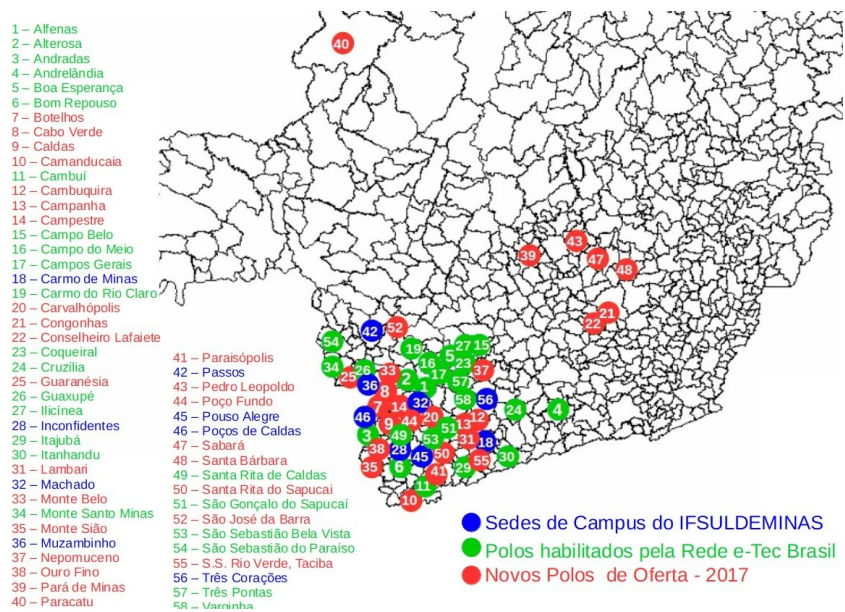 1 – Alfenas
2 – Alterosa
3 – Andradas
4 – Andrelândia
5 – Boa Esperança
6 – Bom Repouso
7 – Botelhos
8 – Cabo Verde
9 – Caldas
10 – Camanducaia
11 – Cambuí
12 – Cambuquira
13 – Campanha
14 – Campestre
15 – Campo Belo
16 – Campo do Meio
17 – Campos Gerais
18 – Carmo de Minas
19 – Carmo do Rio Claro
20 – Carvalhópolis
21 – Congonhas
22 – Conselheiro Lafaiete
23 – Coqueiral
24 – Cruzília
25 – Guaranésia
26 – Guaxupé
27 – Ilicínea
28 – Inconfidentes
29 – Itajubá
30 – Itanhandu
31 – Lambari
32 – Machado
33 – Monte Belo
34 – Monte Santo Minas
35 – Monte Sião
36 – Muzambinho
37 – Nepomuceno
38 – Ouro Fino
39 – Pará de Minas
40 – Paracatu
41 – Paraisópolis
42 – Passos
43 – Pedro Leopoldo
44 – Poço Fundo
45 – Pouso Alegre
46 – Poços de Caldas
47 – Sabará
48 – Santa Bárbara
49 – Santa Rita de Caldas
50 – Santa Rita do Sapucai
51 – São Gonçalo do Sapucaí
52 – São José da Barra
53 – São Sebastião Bela Vista
54 – São Sebastião do Paraíso
55 – S.S. Rio Verde, Taciba
56 – Três Corações
57 – Três Pontas
58 – Varginha
40
43
39
47
48
21
22
42
52
54
19
27
15
5
34
26
25
33
16
23
37
17
36
2
1
57
8
7
14
32
58
56
24
4
46
9
44
20
12
51
13
3
49
53
31
18
38
28
45
50
55
30
35
6
41
29
11
10
Sedes de Campus do IFSULDEMINAS
Polos habilitados pela Rede e-Tec Brasil
Novos Polos de Oferta - 2017